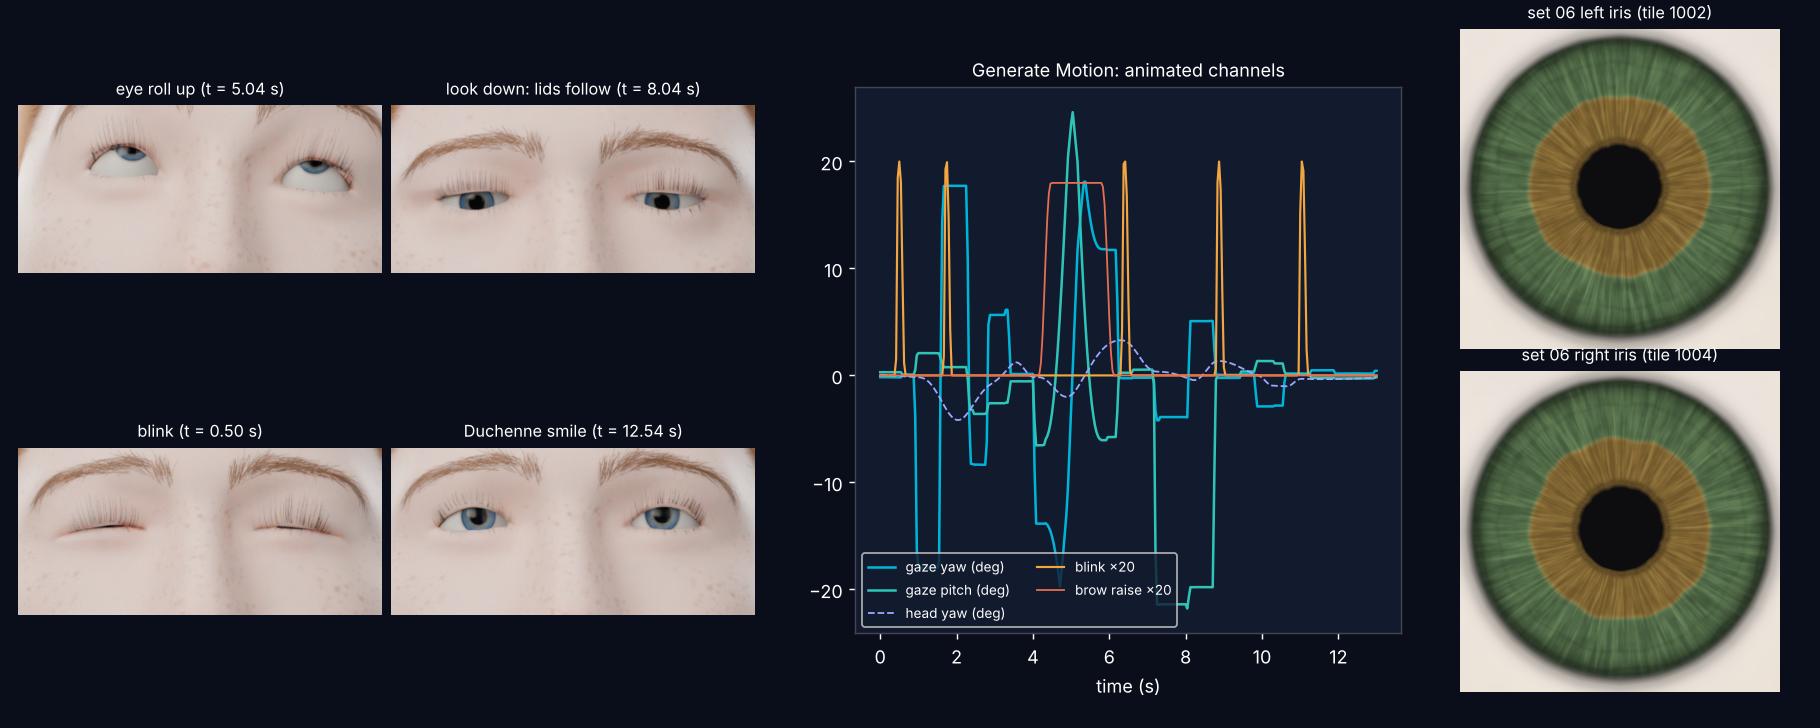 eye roll up (t = 5.04 s)
look down: lids follow (t = 8.04 s)
blink (t = 0.50 s)
Duchenne smile (t = 12.54 s)
Generate Motion: animated channels
20
10
0
−10
−20
0 2 4 6 8 10 12
time (s)
gaze yaw (deg)
gaze pitch (deg)
head yaw (deg)
blink ×20
brow raise ×20
set 06 left iris (tile 1002)
set 06 right iris (tile 1004)